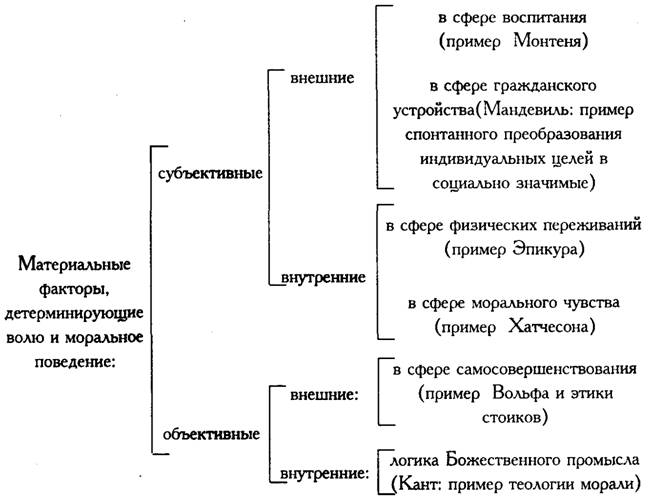 в сфере воспитания
(пример Монтеня)
внешние
в сфере гражданского
устройства(Мандевиль: пример
спонтанного преобразования
индивидуальных целей в
социально значимые)
субъективные
в сфере физических переживаний
(пример Эпикура)
внутренние
в сфере морального чувства
(пример Хатчесона)
Материальные
факторы,
детерминирующие
волю и моральное
поведение:
в сфере самосовершенствования
(пример Вольфа и этики
стоиков)
внешние:
объективные
внутренние:
логика Божественного промысла
(Кант: пример теологии морали)